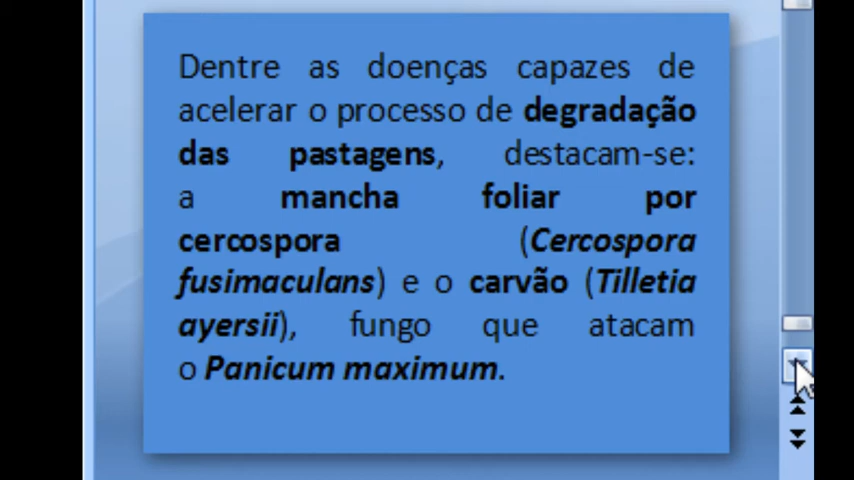 Dentre as doenças capazes de
acelerar o processo de degradação
das pastagens, destacam-se:
a mancha foliar por
cercospora (Cercospora
fusimaculans) e o carvão (Tilletia
ayersii), fungo que atacam
o Panicum maximum.